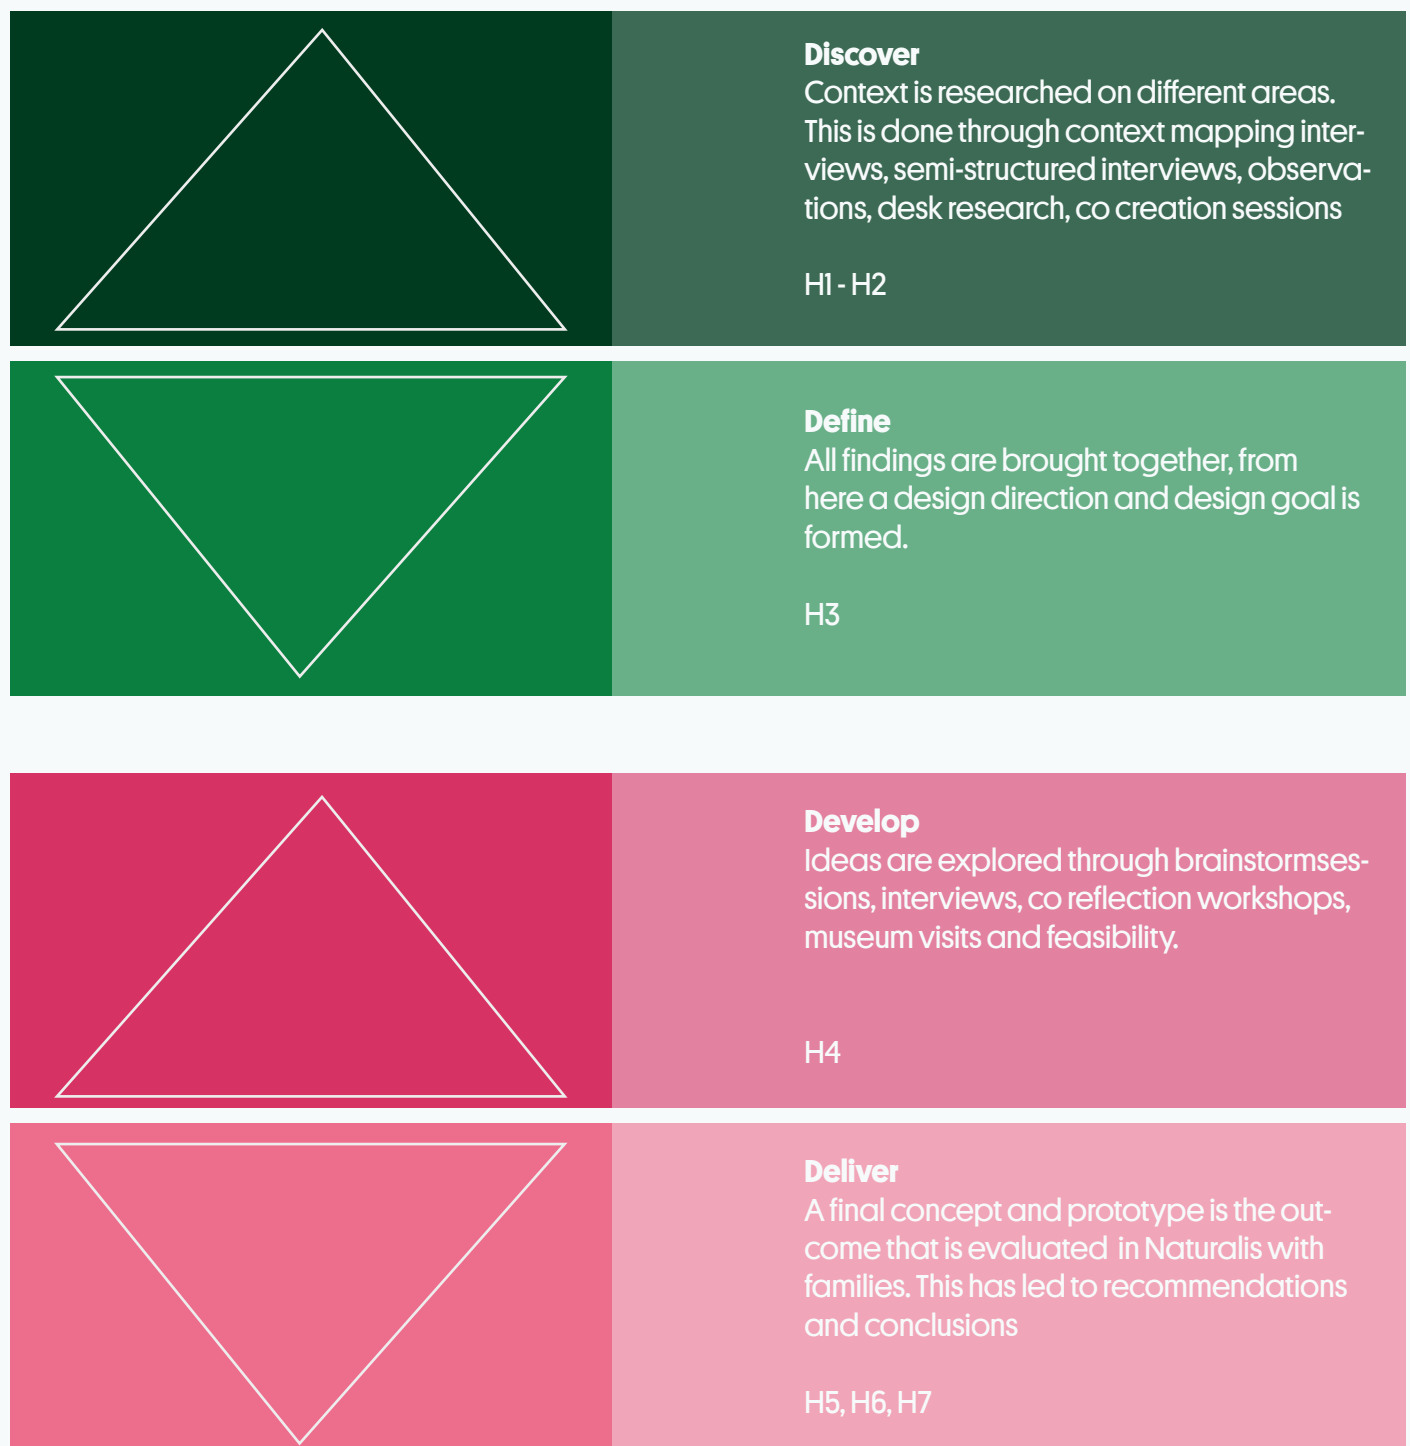 Discover
Context is researched on different areas.
This is done through context mapping inter-
views, semi-structured interviews, observa-
tions, desk research, co creation sessions
H1 - H2
Define
All findings are brought together, from
here a design direction and design goal is
formed.
H3
Develop
Ideas are explored through brainstormses-
sions, interviews, co reflection workshops,
museum visits and feasibility.
H4
Deliver
A final concept and prototype is the out-
come that is evaluated  in Naturalis with
families. This has led to recommendations
and conclusions
H5, H6, H7